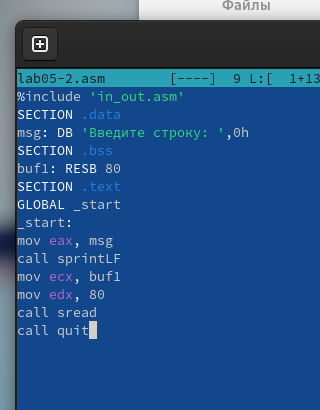 Файлы
lab05-2.asm [----] 9 L:[ 1+13
%include 'in_out.asm'
SECTION .data
msg: DB 'Введите строку: ',0h
SECTION .bss
buf1: RESB 80
SECTION .text
GLOBAL _start
_start:
mov eax, msg
call sprintLF
mov ecx, buf1
mov edx, 80
call sread
call quit